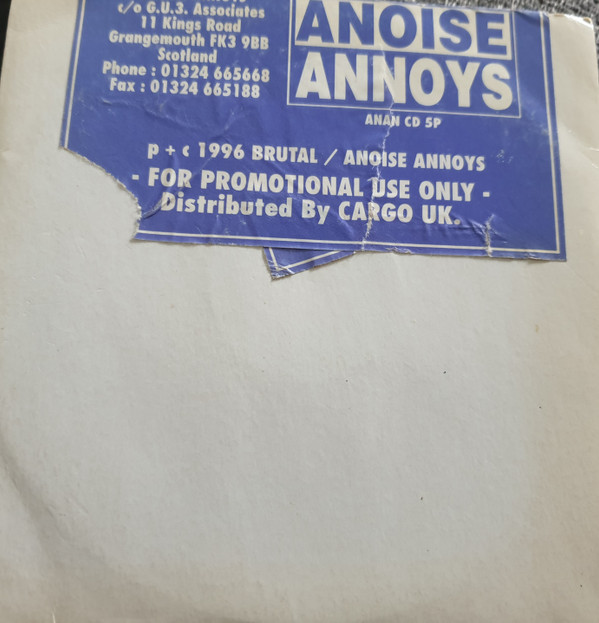 c/o G.U.3. Associates
11 Kings Road
Grangemouth FK3 9BB
Scotland
Phone : 01324 665668
Fax : 01324 665188
ANOISE
ANNOYS
ANAN CD 5P
p + c 1996 BRUTAL / ANOISE ANNOYS
- FOR PROMOTIONAL USE ONLY -
Distributed By CARGO UK.